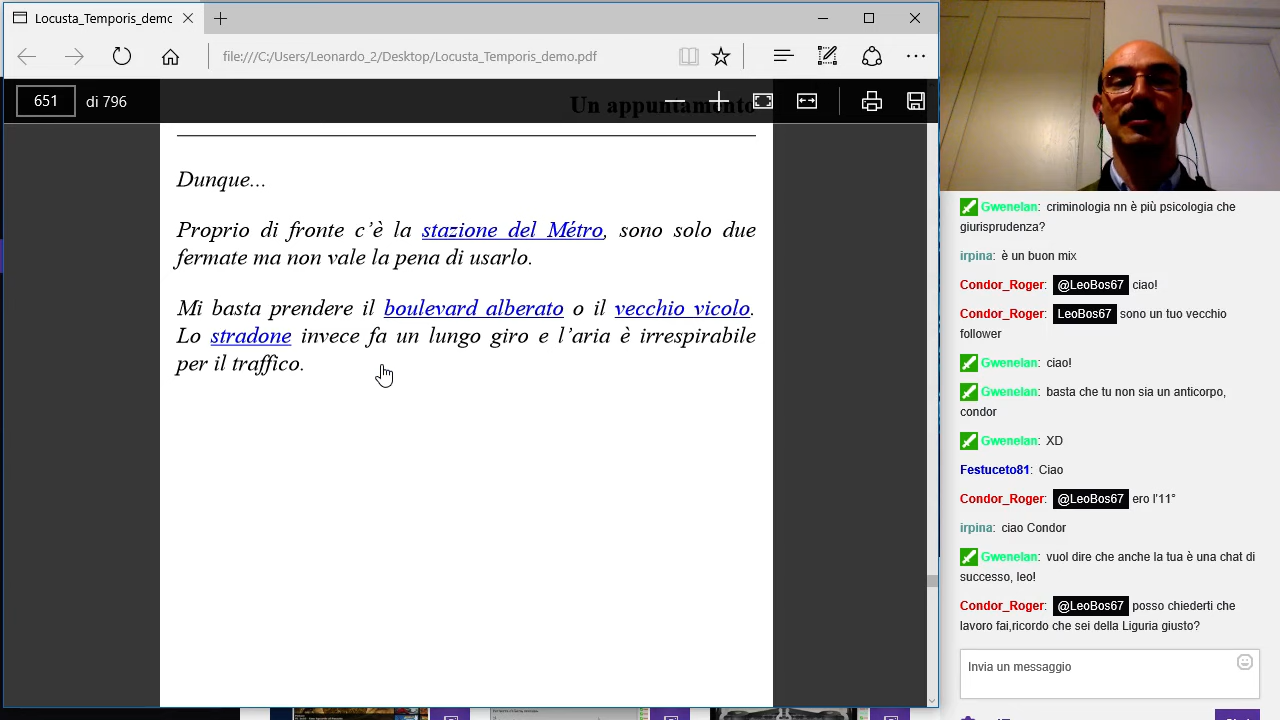 Locusta_Temporis_demo
file:///C:/Users/Leonardo_2/Desktop/Locusta_Temporis_demo.pdf
651 di 796
Un appuntamento
Dunque...
Proprio di fronte c’è la stazione del Métro, sono solo due
fermate ma non vale la pena di usarlo.
Mi basta prendere il boulevard alberato o il vecchio vicolo.
Lo stradone invece fa un lungo giro e l’aria è irrespirabile
per il traffico.
Gwenelan: criminologia nn è più psicologia che
giurisprudenza?
irpina: è un buon mix
Condor_Roger: @LeoBos67 ciao!
Condor_Roger: LeoBos67 sono un tuo vecchio
follower
Gwenelan: ciao!
Gwenelan: basta che tu non sia un anticorpo,
condor
Gwenelan: XD
Festuceto81: Ciao
Condor_Roger: @LeoBos67 ero l'11°
irpina: ciao Condor
Gwenelan: vuol dire che anche la tua è una chat di
successo, leo!
Condor_Roger: @LeoBos67 posso chiederti che
lavoro fai,ricordo che sei della Liguria giusto?
Invia un messaggio